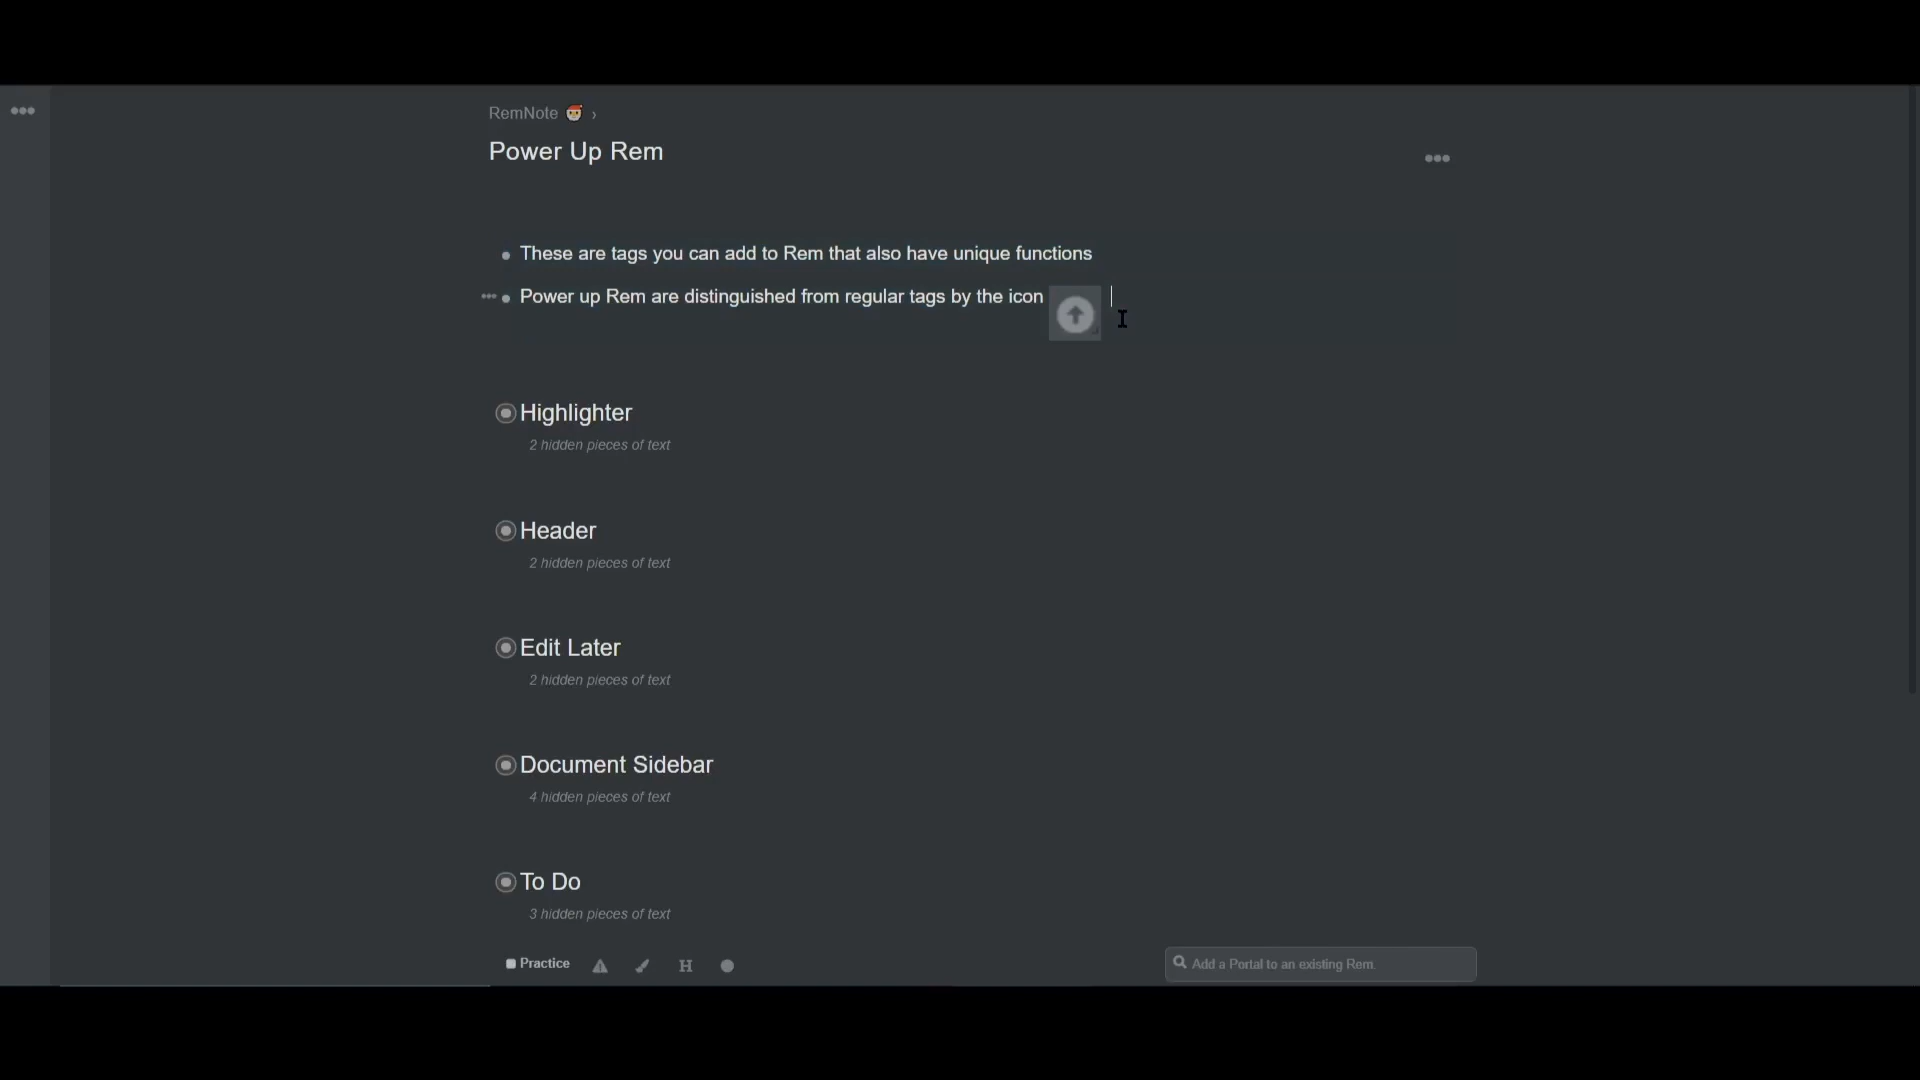 RemNote 🎅 ›
Power Up Rem
These are tags you can add to Rem that also have unique functions
Power up Rem are distinguished from regular tags by the icon
Highlighter
2 hidden pieces of text
Header
2 hidden pieces of text
Edit Later
2 hidden pieces of text
Document Sidebar
4 hidden pieces of text
To Do
3 hidden pieces of text
Practice H Add a Portal to an existing Rem.